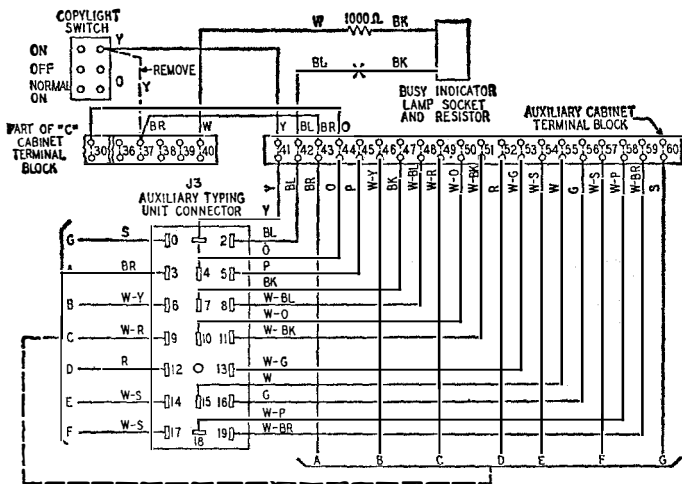 COPYLIGHT
SWITCH
Y
ON
OFF
NORMAL
ON
O
REMOVE
Y
W 1000Ω BK
BL BK
BUSY INDICATOR
LAMP SOCKET
AND RESISTOR
AUXILIARY CABINET
TERMINAL BLOCK
PART OF "C"
CABINET
TERMINAL
BLOCK
BR W
30 36 37 38 39 40
Y BL BR O
41 42 43 44 45 46 47 48 49 50 51 52 53 54 55 56 57 58 59 60
Y BL BR O P W-Y BK W-BL W-R W-O W-BK R W-G W-S W G W-S W-P W-BR S
J3
AUXILIARY TYPING
UNIT CONNECTOR
Y
G S 0 2 BL
O
A BR 3 4 5 P
BK
B W-Y 6 7 8 W-BL
W-O
C W-R 9 10 11 W-BK
D R 12 13 W-G
W
E W-S 14 15 16 G
W-P
F W-S 17 18 19 W-BR
A B C D E F G